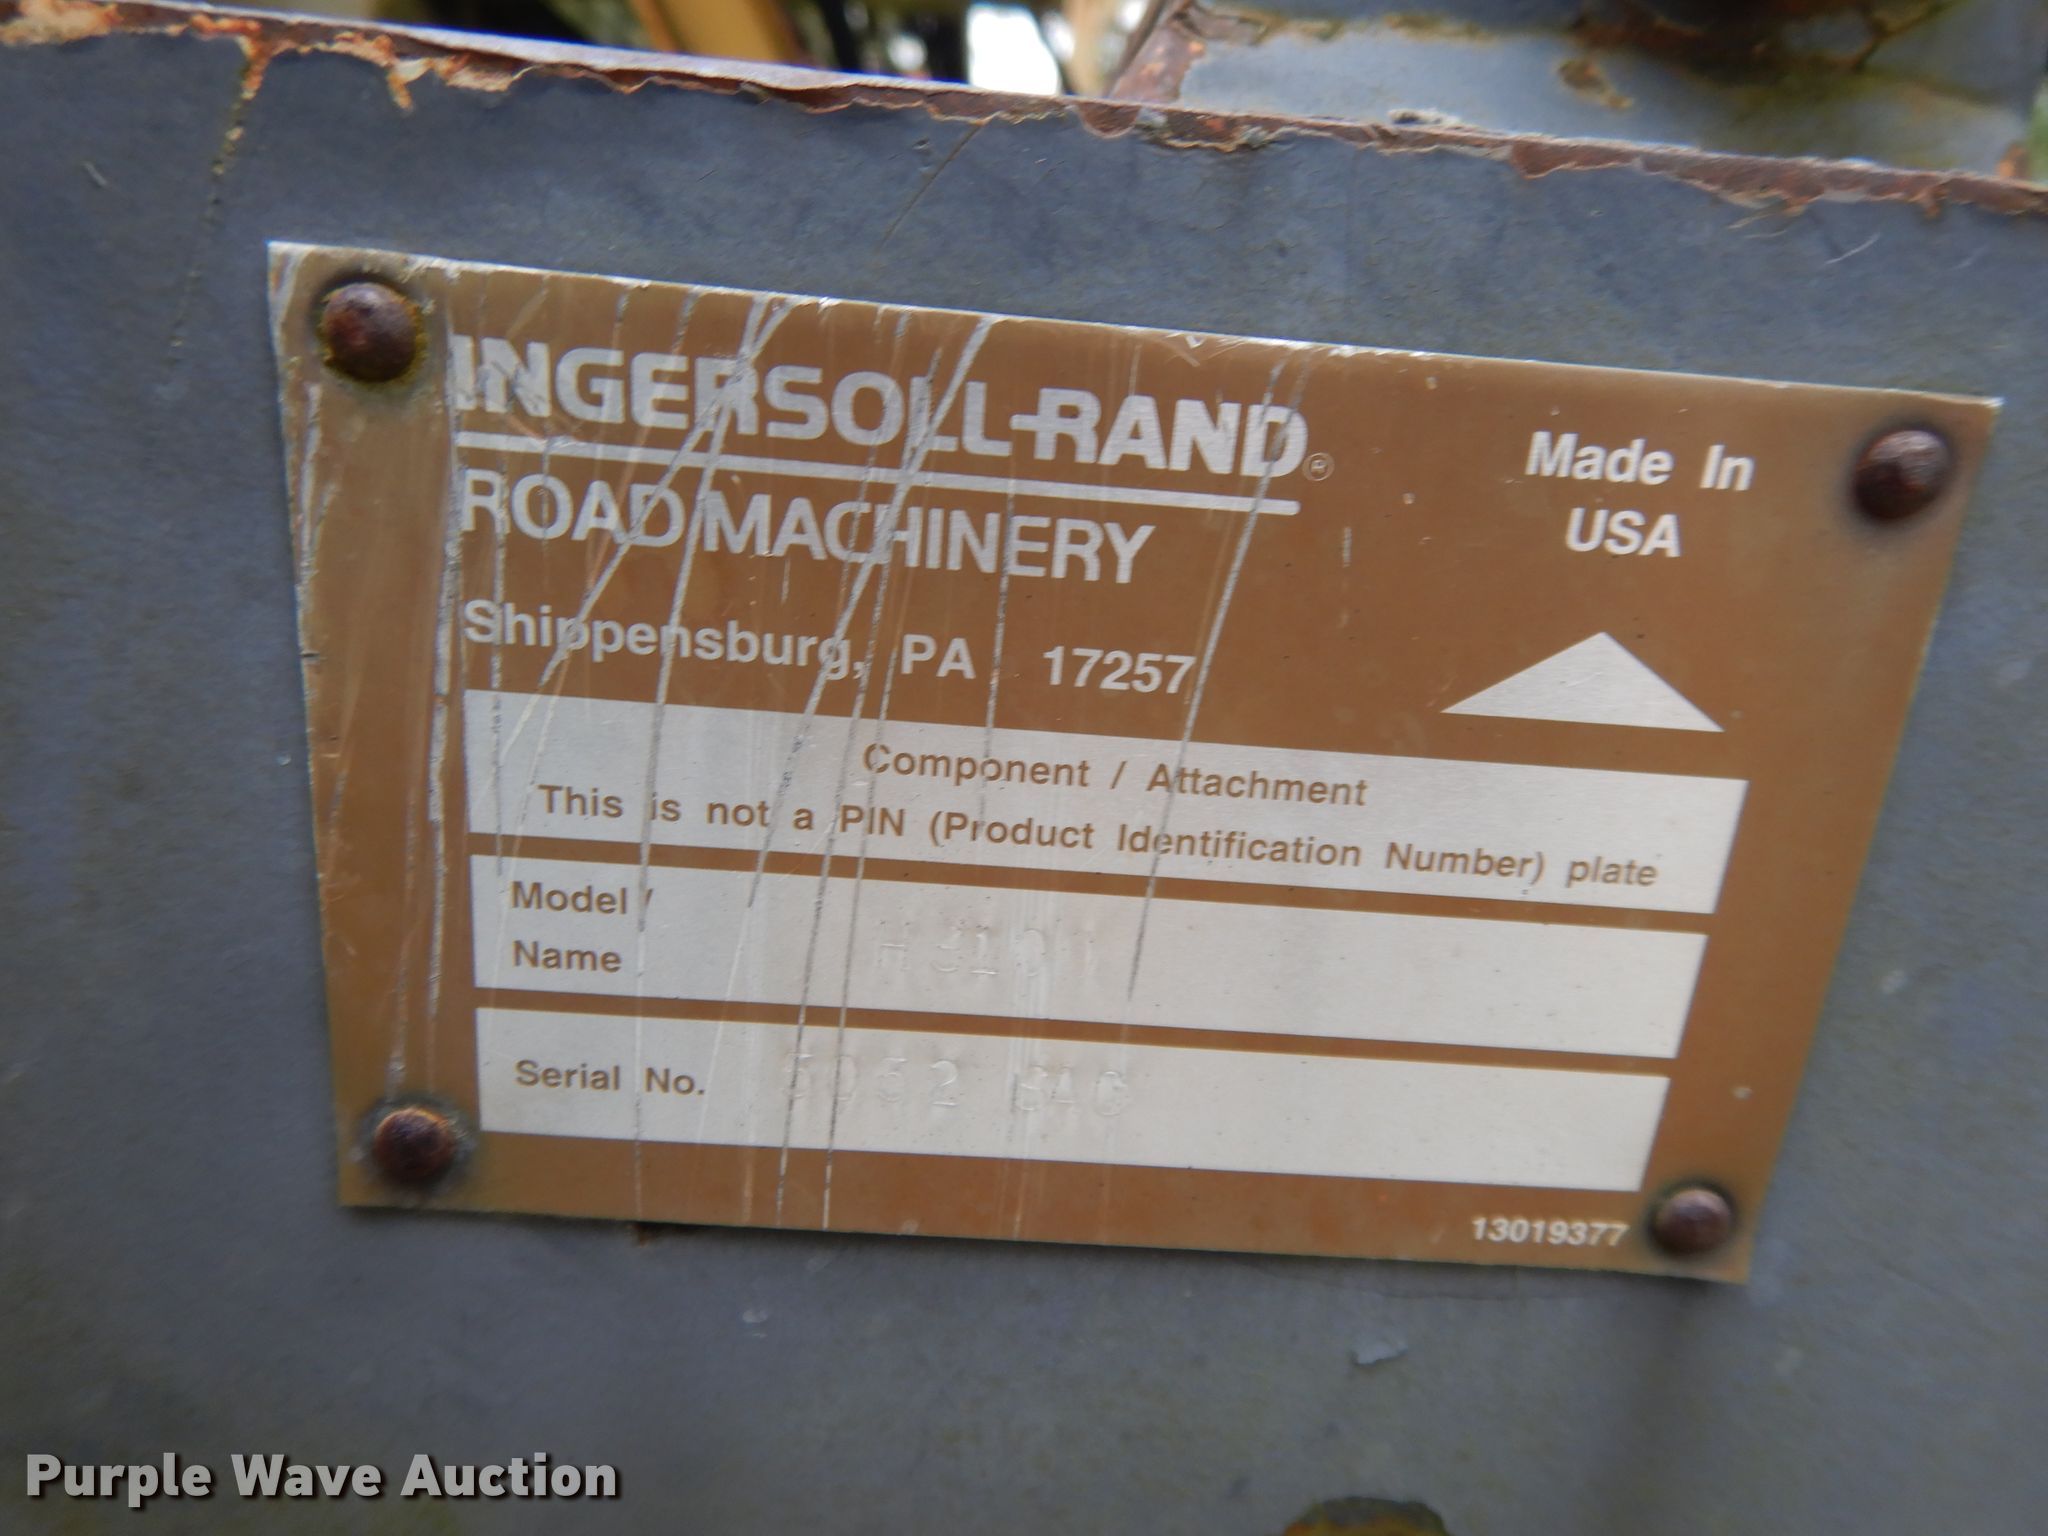 INGERSOLL-RAND®
ROAD MACHINERY
Shippensburg, PA 17257
Made In
USA
Component / Attachment
This is not a PIN (Product Identification Number) plate
Model /
Name
Serial No.
13019377
Purple Wave Auction